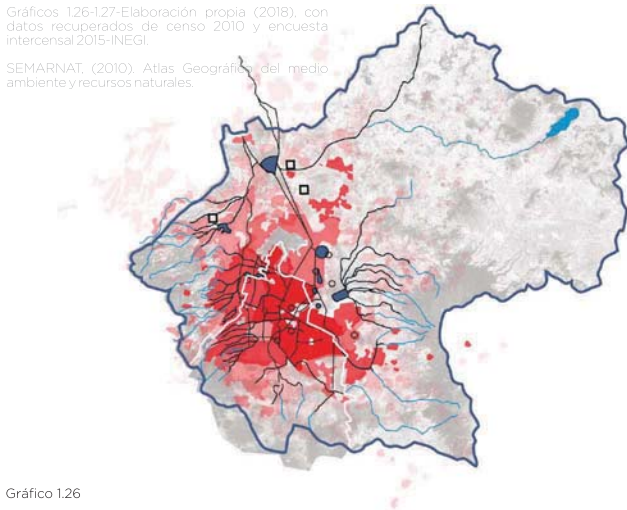 Gráficos 1.26-1.27-Elaboración propia (2018), con
datos recuperados de censo 2010 y encuesta
intercensal 2015-INEGI.
SEMARNAT, (2010). Atlas Geográfico del medio
ambiente y recursos naturales.
Gráfico 1.26